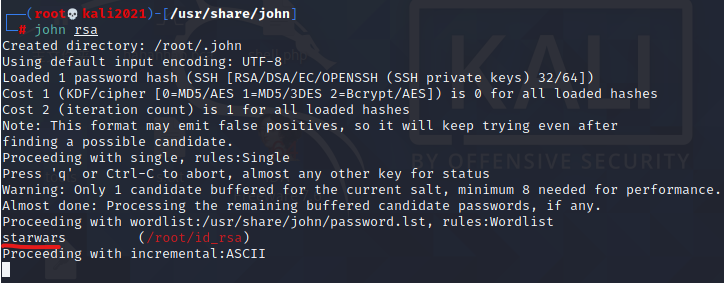 ┌──(root💀kali2021)-[/usr/share/john]
└─# john rsa
Created directory: /root/.john
Using default input encoding: UTF-8
Loaded 1 password hash (SSH [RSA/DSA/EC/OPENSSH (SSH private keys) 32/64])
Cost 1 (KDF/cipher [0=MD5/AES 1=MD5/3DES 2=Bcrypt/AES]) is 0 for all loaded hashes
Cost 2 (iteration count) is 1 for all loaded hashes
Note: This format may emit false positives, so it will keep trying even after
finding a possible candidate.
Proceeding with single, rules:Single
Press 'q' or Ctrl-C to abort, almost any other key for status
Warning: Only 1 candidate buffered for the current salt, minimum 8 needed for performance.
Almost done: Processing the remaining buffered candidate passwords, if any.
Proceeding with wordlist:/usr/share/john/password.lst, rules:Wordlist
starwars         (/root/id_rsa)
Proceeding with incremental:ASCII
KALI
BY OFFENSIVE SECURITY